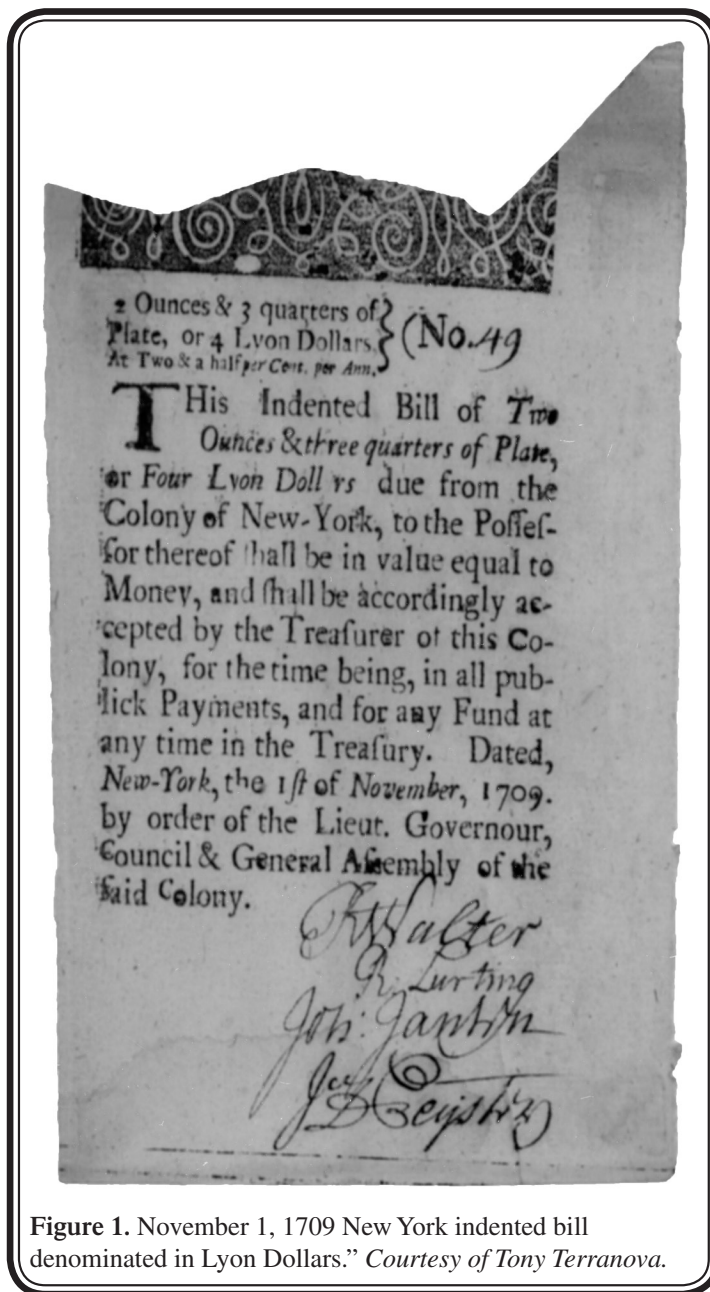 2 Ounces & 3 quarters of
Plate, or 4 Lyon Dollars,
At Two & a half per Cent. per Ann.
(No. 49
THis Indented Bill of Two
Ounces & three quarters of Plate,
or Four Lyon Doll rs due from the
Colony of New-York, to the Poſſeſ-
ſor thereof ſhall be in value equal to
Money, and ſhall be accordingly ac-
cepted by the Treaſurer of this Co-
lony, for the time being, in all pub-
lick Payments, and for any Fund at
any time in the Treaſury. Dated,
New-York, the 1ſt of November, 1709.
by order of the Lieut. Governour,
Council & General Aſſembly of the
ſaid Colony.
RWalter
R. Lurting
Joh: Jantin
Figure 1. November 1, 1709 New York indented bill
denominated in Lyon Dollars.” Courtesy of Tony Terranova.